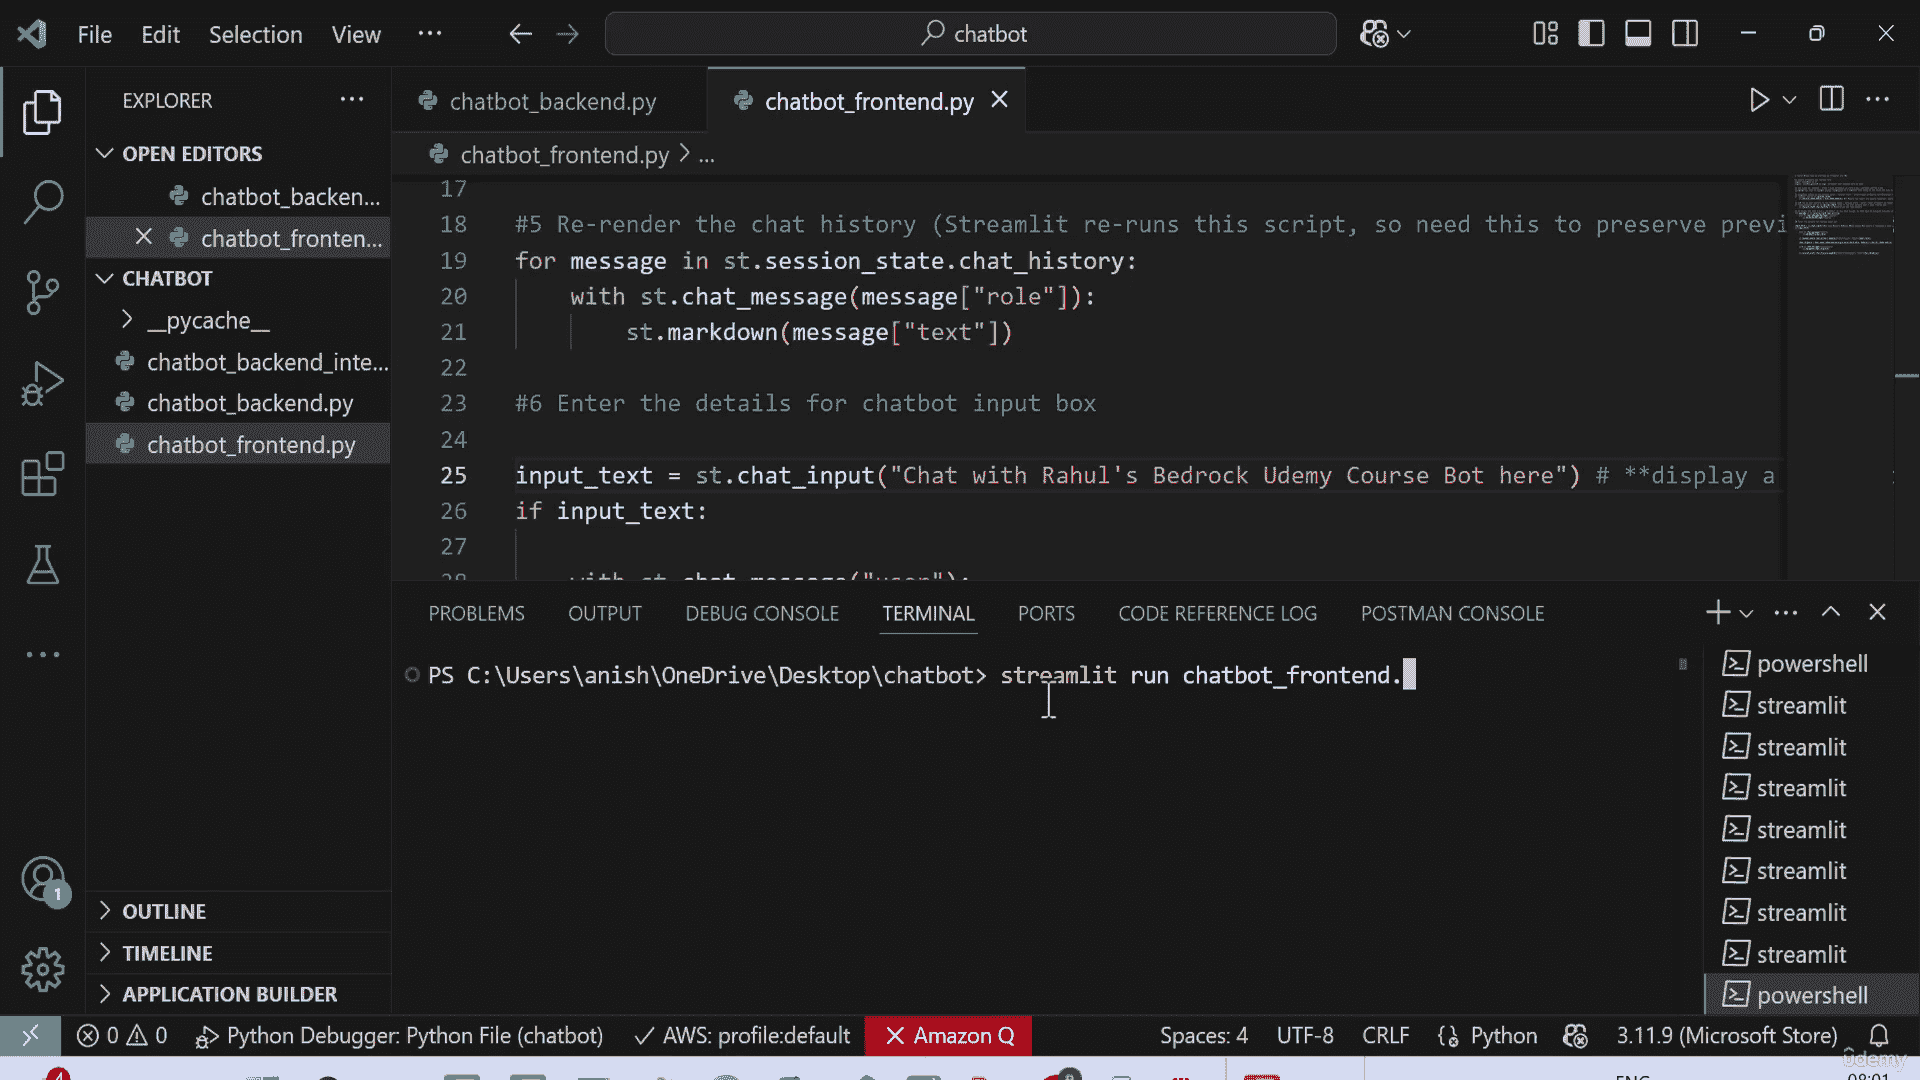 File Edit Selection View ··· chatbot
EXPLORER ···
OPEN EDITORS
chatbot_backen...
chatbot_fronten...
CHATBOT
__pycache__
chatbot_backend_inte...
chatbot_backend.py
chatbot_frontend.py
OUTLINE
TIMELINE
APPLICATION BUILDER
chatbot_backend.py chatbot_frontend.py
chatbot_frontend.py > ...
17
18 #5 Re-render the chat history (Streamlit re-runs this script, so need this to preserve previ
19 for message in st.session_state.chat_history:
20 with st.chat_message(message["role"]):
21 st.markdown(message["text"])
22
23 #6 Enter the details for chatbot input box
24
25 input_text = st.chat_input("Chat with Rahul's Bedrock Udemy Course Bot here") # **display a
26 if input_text:
27
28 with st.chat_message("user"):
PROBLEMS OUTPUT DEBUG CONSOLE TERMINAL PORTS CODE REFERENCE LOG POSTMAN CONSOLE
PS C:\Users\anish\OneDrive\Desktop\chatbot> streamlit run chatbot_frontend.
powershell
streamlit
streamlit
streamlit
streamlit
streamlit
streamlit
streamlit
powershell
1
0 0 Python Debugger: Python File (chatbot) AWS: profile:default Amazon Q Spaces: 4 UTF-8 CRLF {} Python 3.11.9 (Microsoft Store)
udemy